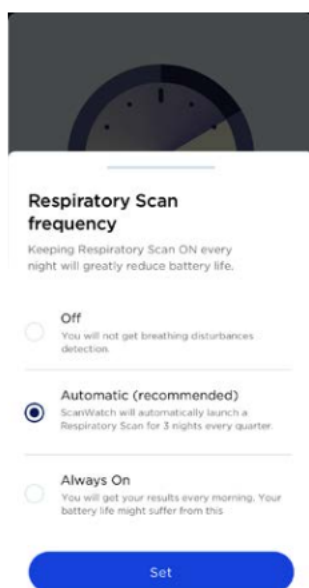 Respiratory Scan
frequency
Keeping Respiratory Scan ON every
night will greatly reduce battery life.
Off
You will not get breathing disturbances
detection.
Automatic (recommended)
ScanWatch will automatically launch a
Respiratory Scan for 3 nights every quarter.
Always On
You will get your results every morning. Your
battery life might suffer from this
Set